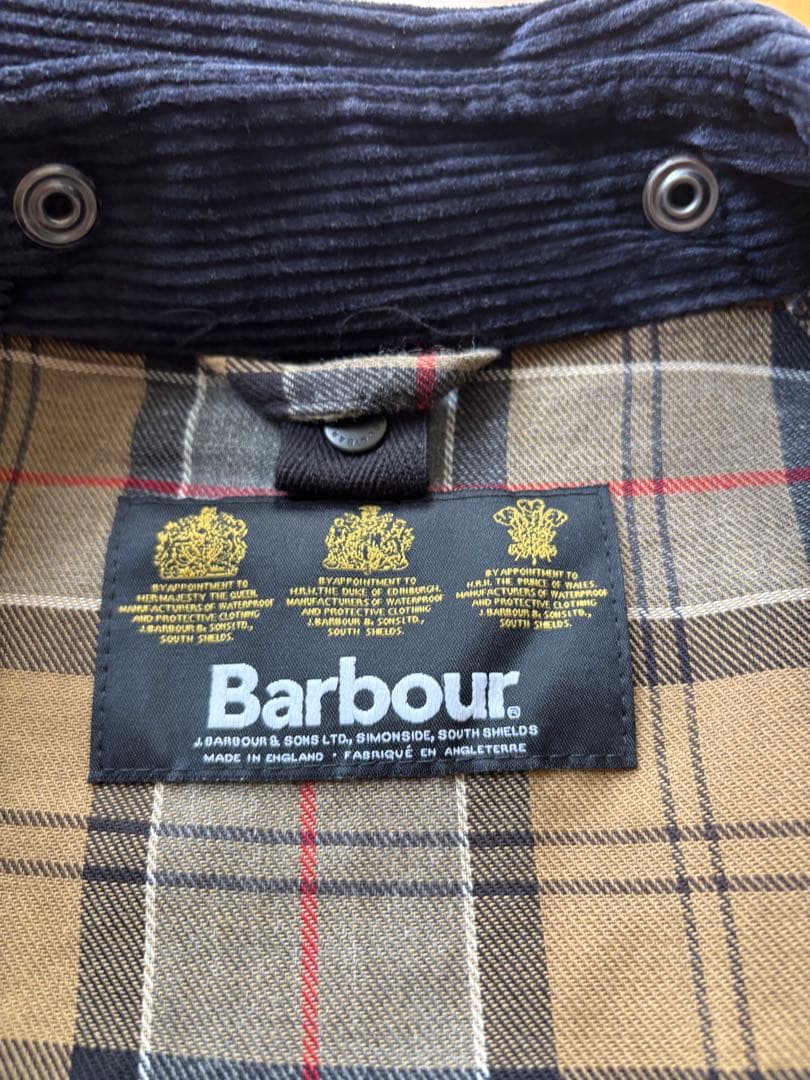 BY APPOINTMENT TO
HER MAJESTY THE QUEEN
MANUFACTURERS OF WATERPROOF
AND PROTECTIVE CLOTHING
J. BARBOUR & SONS LTD.,
SOUTH SHIELDS.
BY APPOINTMENT TO
H.R.H. THE DUKE OF EDINBURGH
MANUFACTURERS OF WATERPROOF
AND PROTECTIVE CLOTHING
J. BARBOUR & SONS LTD.,
SOUTH SHIELDS.
BY APPOINTMENT TO
H.R.H. THE PRINCE OF WALES
MANUFACTURERS OF WATERPROOF
AND PROTECTIVE CLOTHING
J. BARBOUR & SONS LTD.,
SOUTH SHIELDS.
Barbour®
J. BARBOUR & SONS LTD., SIMONSIDE, SOUTH SHIELDS
MADE IN ENGLAND · FABRIQUÉ EN ANGLETERRE